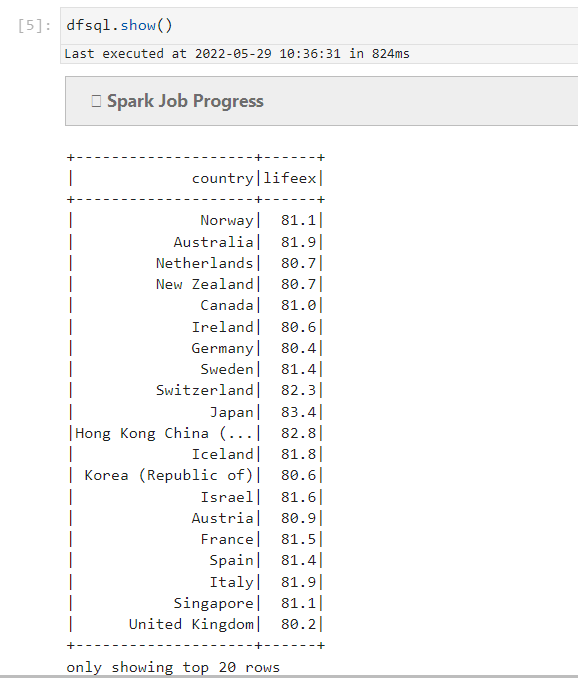 [5]: dfsql.show()
Last executed at 2022-05-29 10:36:31 in 824ms
Spark Job Progress
+--------------------+------+
|             country|lifeex|
+--------------------+------+
|              Norway|  81.1|
|           Australia|  81.9|
|         Netherlands|  80.7|
|         New Zealand|  80.7|
|              Canada|  81.0|
|             Ireland|  80.6|
|             Germany|  80.4|
|              Sweden|  81.4|
|         Switzerland|  82.3|
|               Japan|  83.4|
|Hong Kong China (...|  82.8|
|             Iceland|  81.8|
| Korea (Republic of)|  80.6|
|              Israel|  81.6|
|             Austria|  80.9|
|              France|  81.5|
|               Spain|  81.4|
|               Italy|  81.9|
|           Singapore|  81.1|
|      United Kingdom|  80.2|
+--------------------+------+
only showing top 20 rows